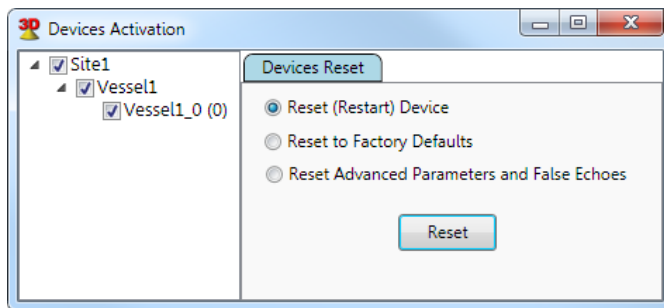 3D Devices Activation
Site1
Vessel1
Vessel1_0 (0)
Devices Reset
Reset (Restart) Device
Reset to Factory Defaults
Reset Advanced Parameters and False Echoes
Reset